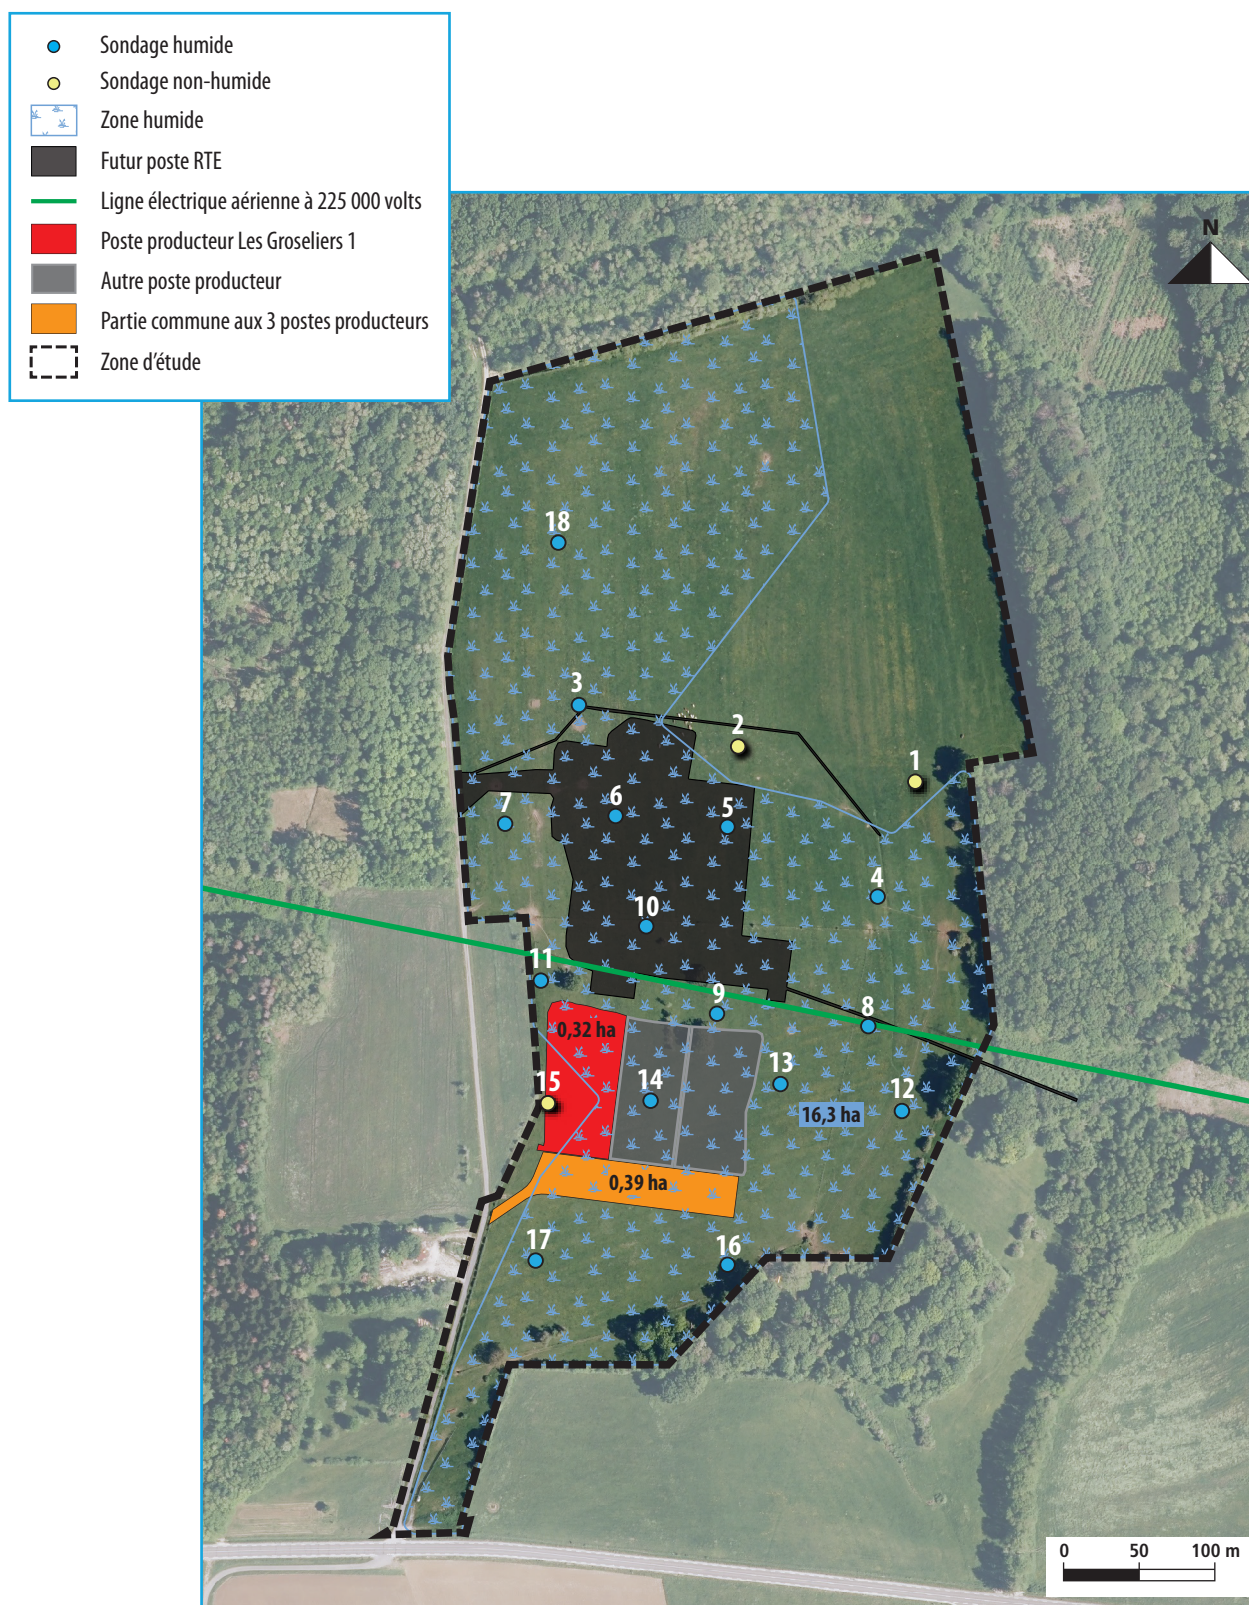 Sondage humide
Sondage non-humide
Zone humide
Futur poste RTE
Ligne électrique aérienne à 225 000 volts
Poste producteur Les Groseliers 1
Autre poste producteur
Partie commune aux 3 postes producteurs
Zone d'étude
N
18
3
2
1
7
6
5
4
10
11
9
8
0,32 ha
15
14
13
12
16,3 ha
0,39 ha
17
16
0 50 100 m